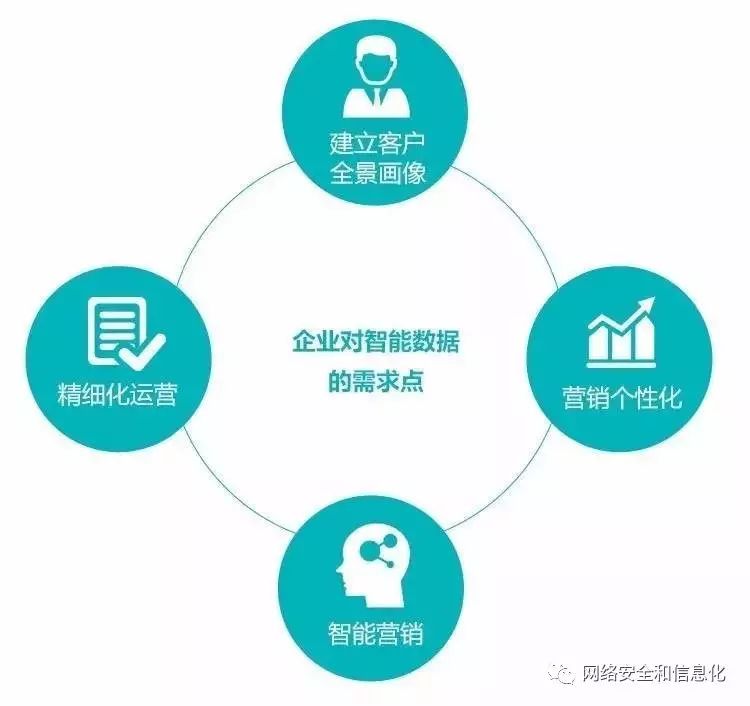 建立客户
全景画像
精细化运营
企业对智能数据
的需求点
营销个性化
智能营销
网络安全和信息化